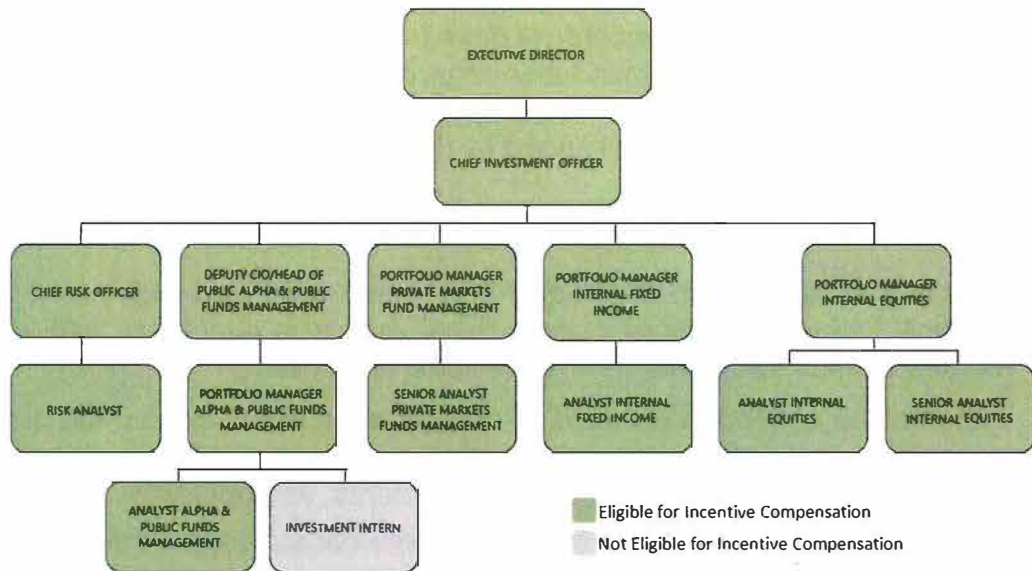 EXECUTIVE DIRECTOR
CHIEF INVESTMENT OFFICER
CHIEF RISK OFFICER
DEPUTY CIO/HEAD OF
PUBLIC ALPHA & PUBLIC
FUNDS MANAGEMENT
PORTFOLIO MANAGER
PRIVATE MARKETS
FUND MANAGEMENT
PORTFOLIO MANAGER
INTERNAL FIXED
INCOME
PORTFOLIO MANAGER
INTERNAL EQUITIES
RISK ANALYST
PORTFOLIO MANAGER
ALPHA & PUBLIC FUNDS
MANAGEMENT
SENIOR ANALYST
PRIVATE MARKETS
FUNDS MANAGEMENT
ANALYST INTERNAL
FIXED INCOME
ANALYST INTERNAL
EQUITIES
SENIOR ANALYST
INTERNAL EQUITIES
ANALYST ALPHA &
PUBLIC FUNDS
MANAGEMENT
INVESTMENT INTERN
Eligible for Incentive Compensation
Not Eligible for Incentive Compensation